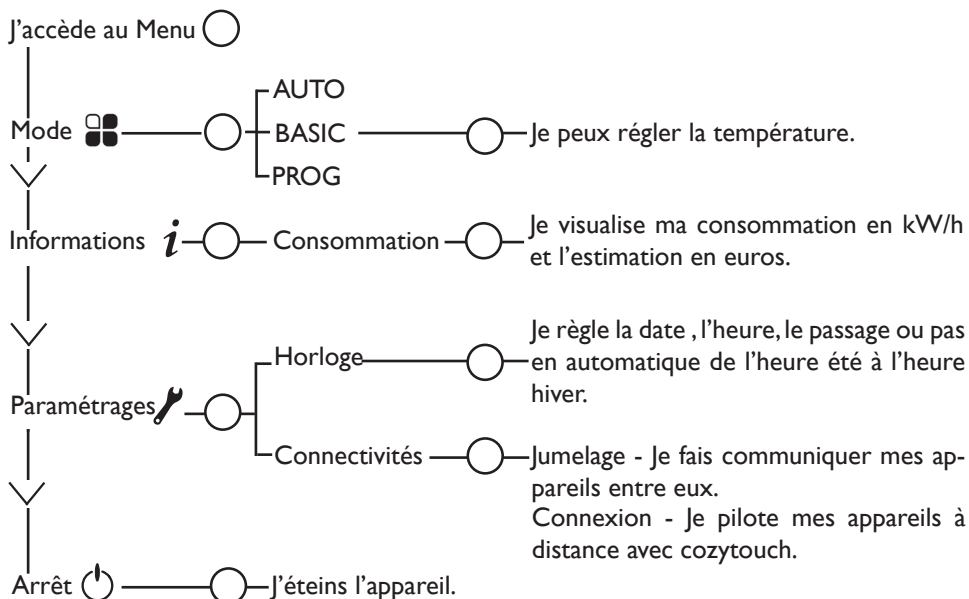 J'accède au Menu
AUTO
Mode
BASIC
Je peux régler la température.
PROG
Informations i
Consommation
Je visualise ma consommation en kW/h
et l'estimation en euros.
Horloge
Je règle la date , l'heure, le passage ou pas
en automatique de l'heure été à l'heure
hiver.
Paramétrages
Connectivités
Jumelage - Je fais communiquer mes ap-
pareils entre eux.
Connexion - Je pilote mes appareils à
distance avec cozytouch.
Arrêt
J'éteins l'appareil.